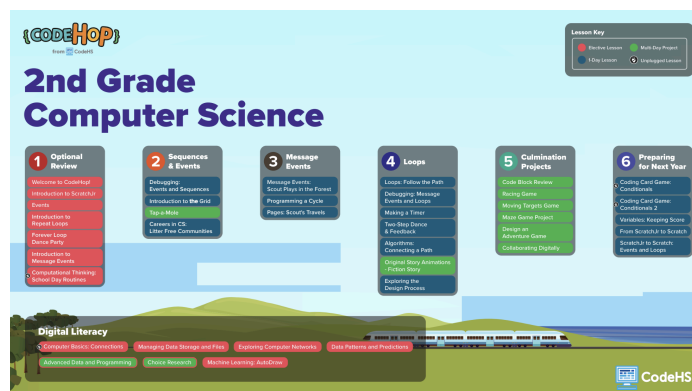 {CODEHOP}
from CodeHS
2nd Grade
Computer Science
Lesson Key
Elective Lesson
Multi-Day Project
1-Day Lesson
Unplugged Lesson
1
Optional
Review
Welcome to CodeHop!
Introduction to ScratchJr
Events
Introduction to
Repeat Loops
Forever Loop
Dance Party
Introduction to
Message Events
Computational Thinking:
School Day Routines
2
Sequences
& Events
Debugging:
Events and Sequences
Introduction to the Grid
Tap-a-Mole
Careers in CS:
Litter Free Communities
3
Message
Events
Message Events:
Scout Plays in the Forest
Programming a Cycle
Pages: Scout's Travels
4
Loops
Loops: Follow the Path
Debugging: Message
Events and Loops
Making a Timer
Two-Step Dance
& Feedback
Algorithms:
Connecting a Path
Original Story Animations
- Fiction Story
Exploring the
Design Process
5
Culmination
Projects
Code Block Review
Racing Game
Moving Targets Game
Maze Game Project
Design an
Adventure Game
Collaborating Digitally
6
Preparing
for Next Year
Coding Card Game:
Conditionals
Coding Card Game:
Conditionals 2
Variables: Keeping Score
From ScratchJr to Scratch
ScratchJr to Scratch:
Events and Loops
Digital Literacy
Computer Basics: Connections
Managing Data Storage and Files
Exploring Computer Networks
Data Patterns and Predictions
Advanced Data and Programming
Choice Research
Machine Learning: AutoDraw
CodeHS